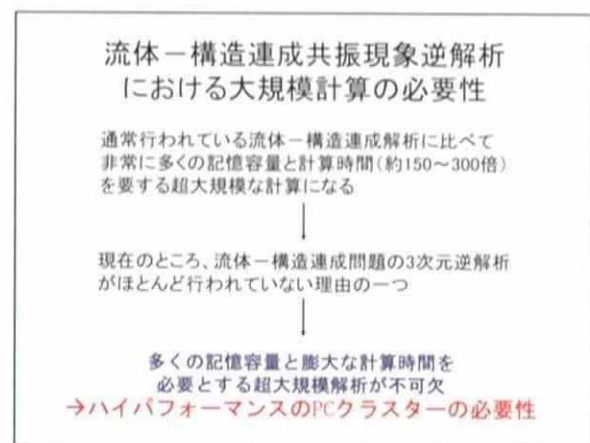 流体－構造連成共振現象逆解析
における大規模計算の必要性
通常行われている流体－構造連成解析に比べて
非常に多くの記憶容量と計算時間(約150～300倍)
を要する超大規模な計算になる
現在のところ、流体－構造連成問題の3次元逆解析
がほとんど行われていない理由の一つ
多くの記憶容量と膨大な計算時間を
必要とする超大規模解析が不可欠
→ハイパフォーマンスのPCクラスターの必要性